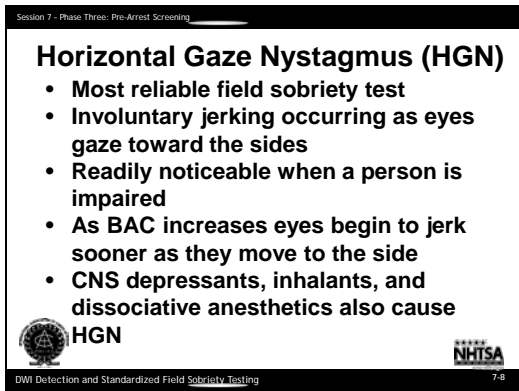 Session 7 - Phase Three: Pre-Arrest Screening
Horizontal Gaze Nystagmus (HGN)
• Most reliable field sobriety test
• Involuntary jerking occurring as eyes
gaze toward the sides
• Readily noticeable when a person is
impaired
• As BAC increases eyes begin to jerk
sooner as they move to the side
• CNS depressants, inhalants, and
dissociative anesthetics also cause
HGN
NHTSA
DWI Detection and Standardized Field Sobriety Testing
7-8